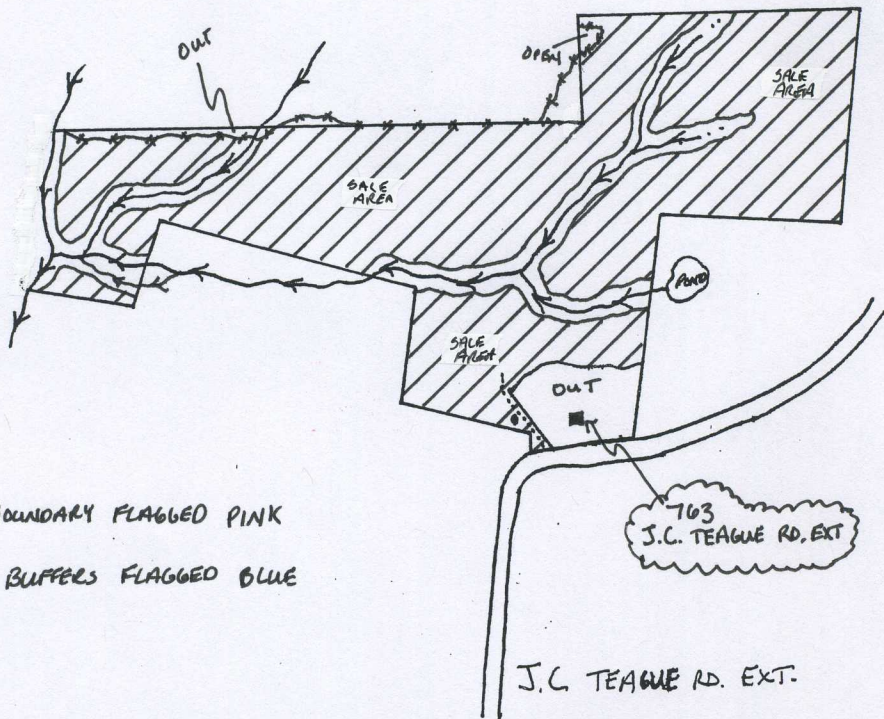 OUT
OPEN
SALE
AREA
SALE
AREA
POND
SALE
AREA
OUT
763
J.C. TEAGUE RD. EXT
BOUNDARY FLAGGED PINK
BUFFERS FLAGGED BLUE
J.C. TEAGUE RD. EXT.